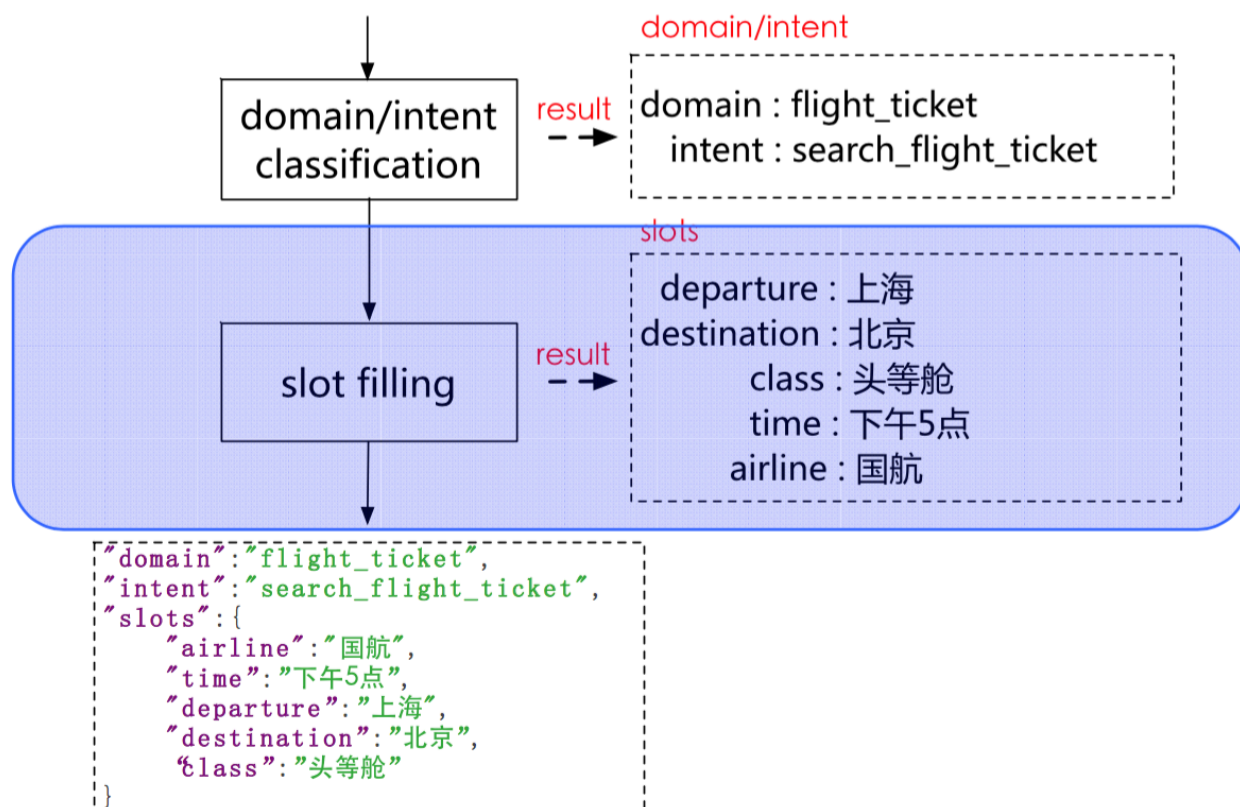 domain/intent
domain/intent
classification
result
domain : flight_ticket
intent : search_flight_ticket
slots
slot filling
result
departure : 上海
destination : 北京
class : 头等舱
time : 下午5点
airline : 国航
"domain":"flight_ticket",
"intent":"search_flight_ticket",
"slots":{
"airline":"国航",
"time":"下午5点",
"departure":"上海",
"destination":"北京",
“class":"头等舱"
}